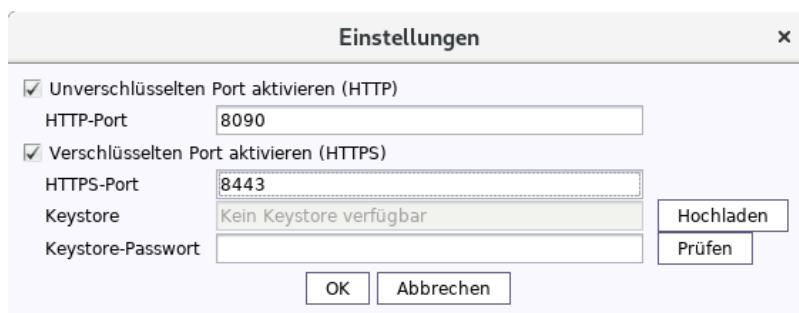 Einstellungen
Unverschlüsselten Port aktivieren (HTTP)
HTTP-Port 8090
Verschlüsselten Port aktivieren (HTTPS)
HTTPS-Port 8443
Keystore Kein Keystore verfügbar Hochladen
Keystore-Passwort Prüfen
OK Abbrechen